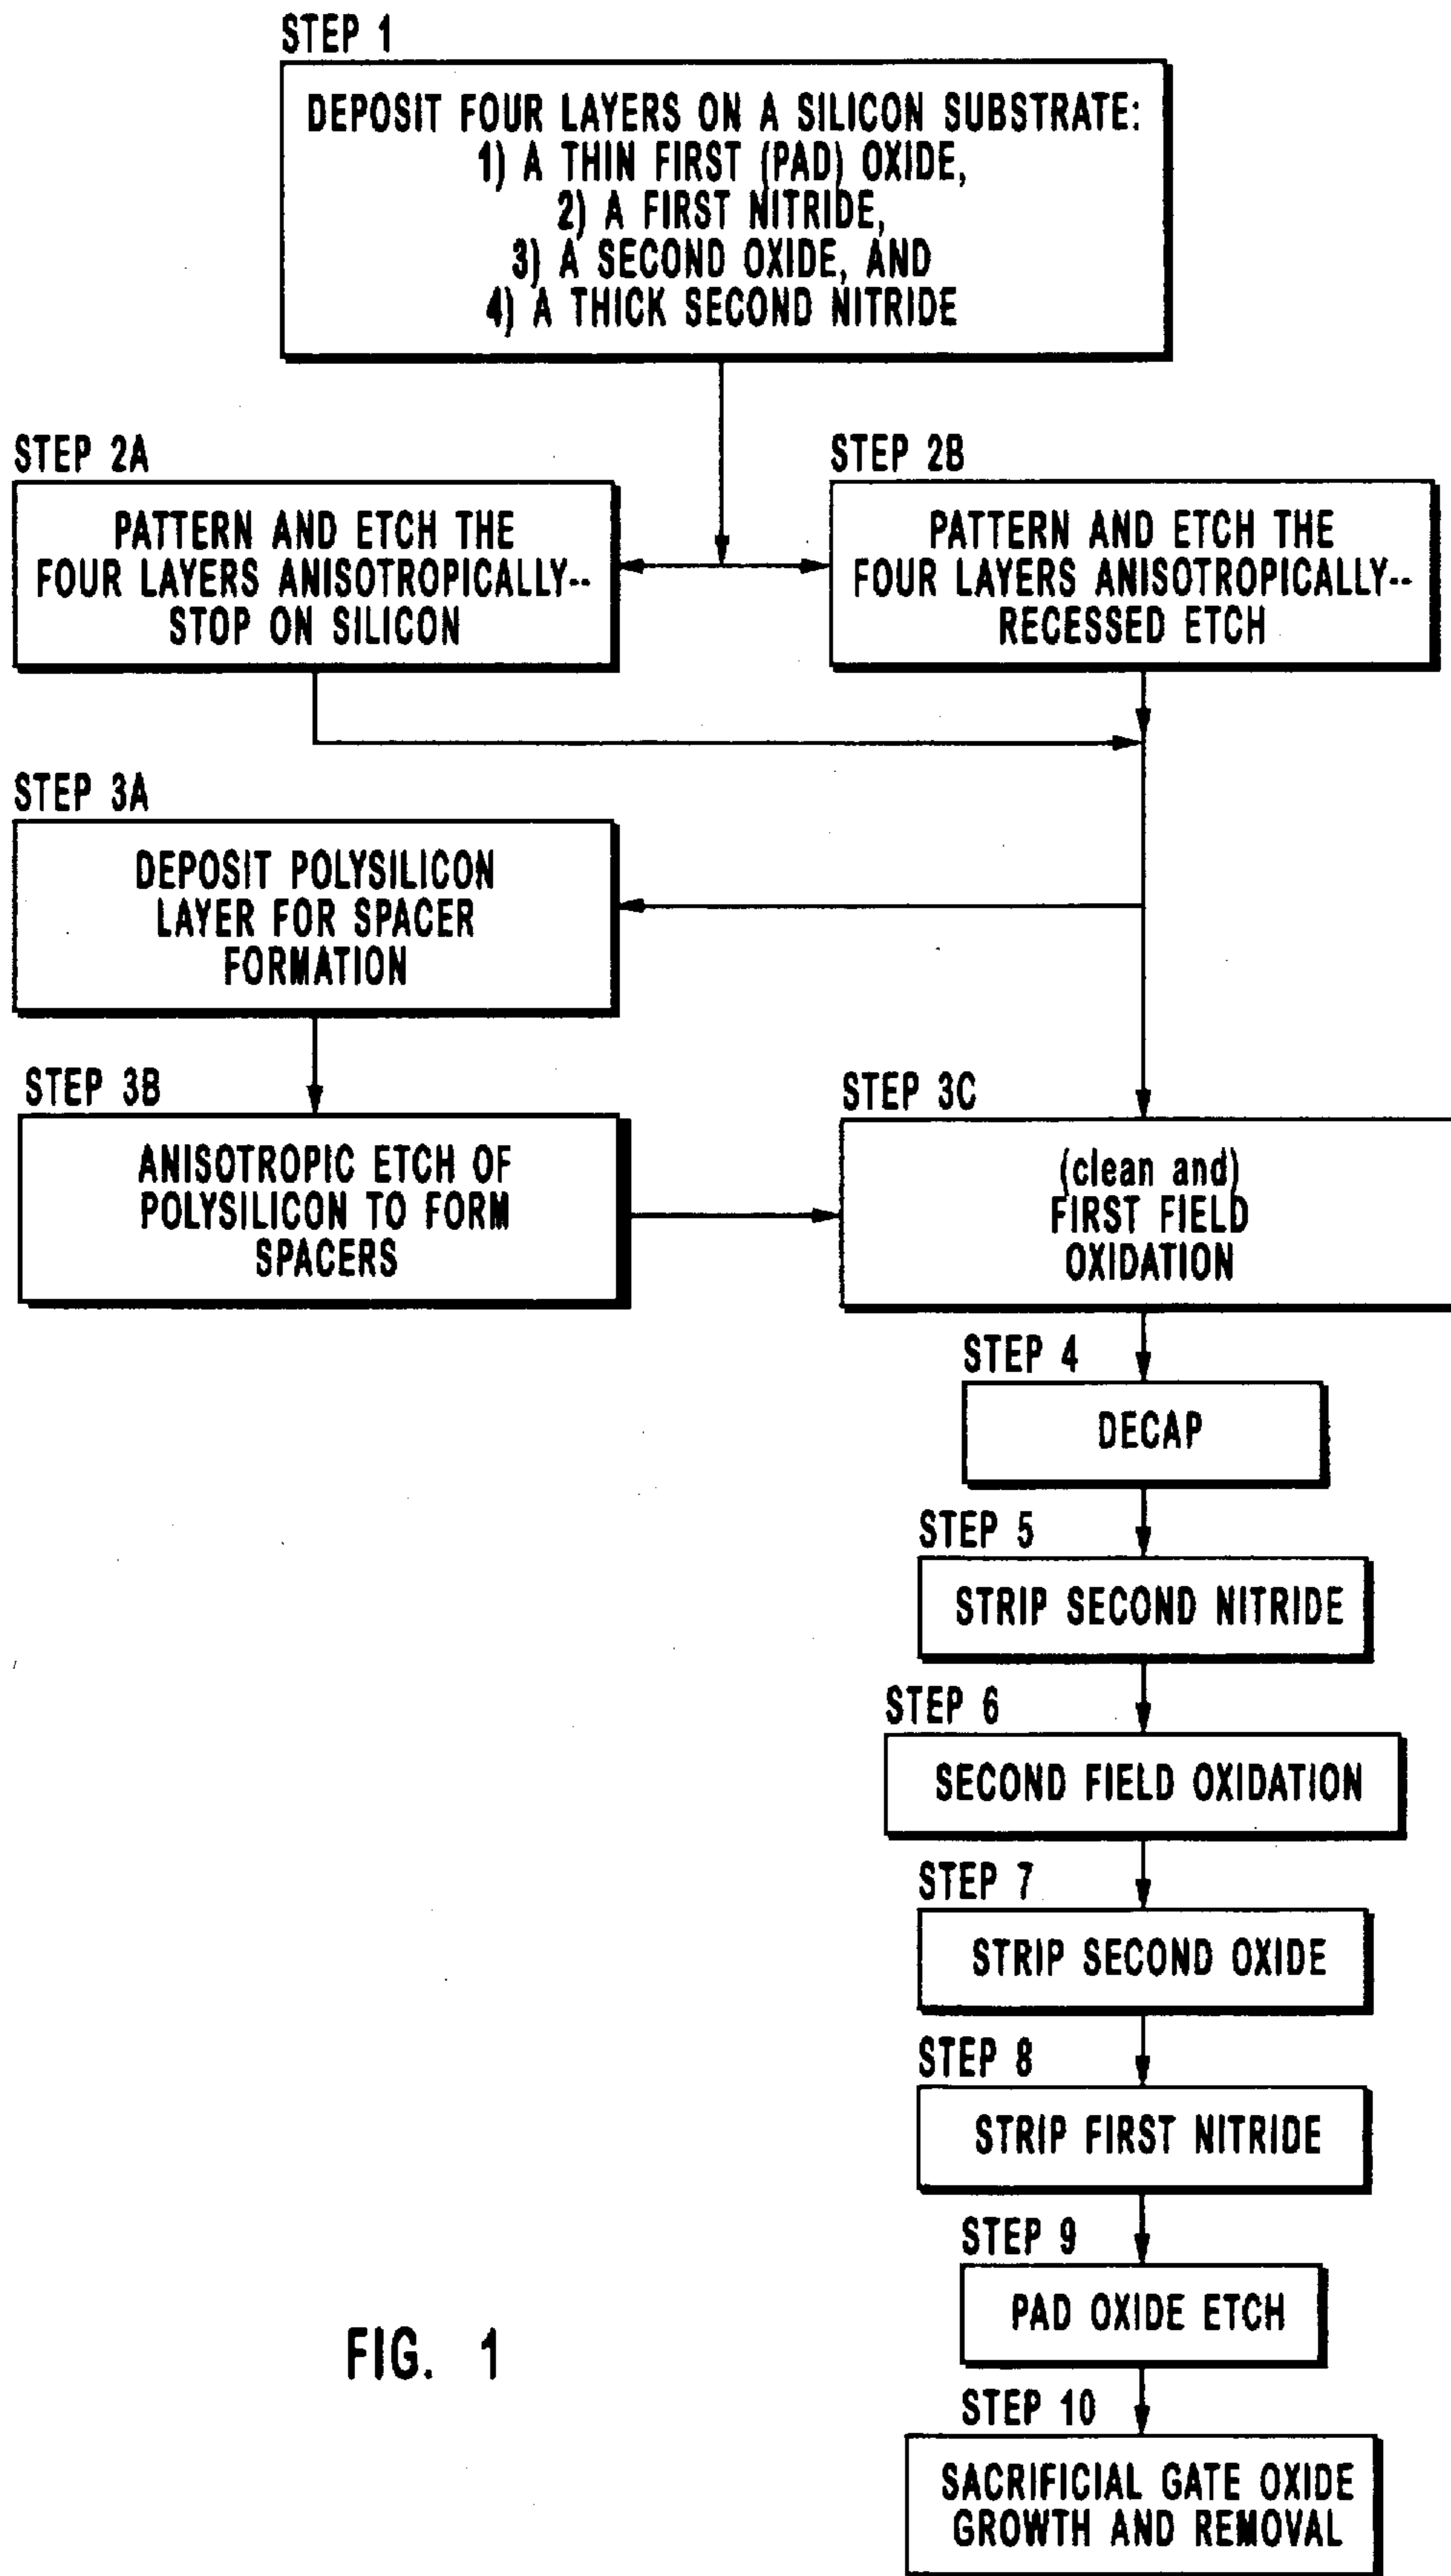 STEP 1
DEPOSIT FOUR LAYERS ON A SILICON SUBSTRATE:
1) A THIN FIRST (PAD) OXIDE,
2) A FIRST NITRIDE,
3) A SECOND OXIDE, AND
4) A THICK SECOND NITRIDE
STEP 2A
PATTERN AND ETCH THE
FOUR LAYERS ANISOTROPICALLY--
STOP ON SILICON
STEP 2B
PATTERN AND ETCH THE
FOUR LAYERS ANISOTROPICALLY--
RECESSED ETCH
STEP 3A
DEPOSIT POLYSILICON
LAYER FOR SPACER
FORMATION
STEP 3B
ANISOTROPIC ETCH OF
POLYSILICON TO FORM
SPACERS
STEP 3C
(clean and)
FIRST FIELD
OXIDATION
STEP 4
DECAP
STEP 5
STRIP SECOND NITRIDE
STEP 6
SECOND FIELD OXIDATION
STEP 7
STRIP SECOND OXIDE
STEP 8
STRIP FIRST NITRIDE
STEP 9
PAD OXIDE ETCH
STEP 10
SACRIFICIAL GATE OXIDE
GROWTH AND REMOVAL
FIG. 1